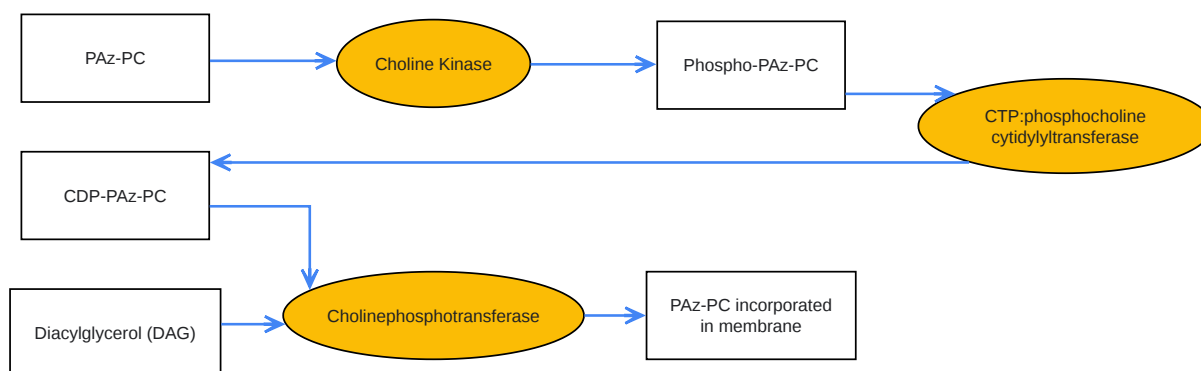 PAz-PC
Choline Kinase
Phospho-PAz-PC
CTP:phosphocholine
cytidylyltransferase
CDP-PAz-PC
Diacylglycerol (DAG)
Cholinephosphotransferase
PAz-PC incorporated
in membrane